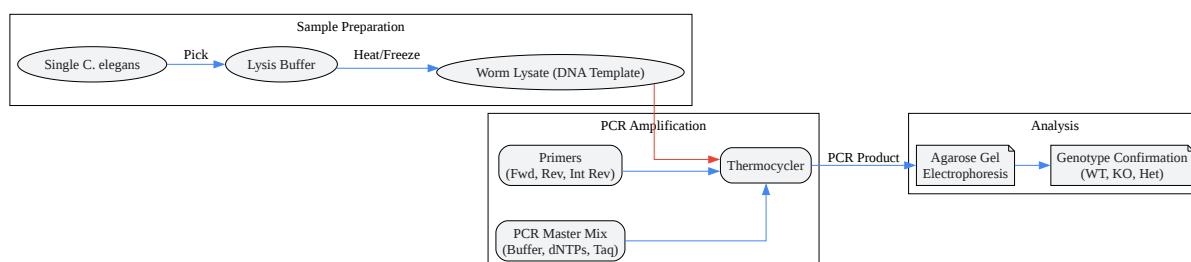 Sample Preparation
Single C. elegans
Pick
Lysis Buffer
Heat/Freeze
Worm Lysate (DNA Template)
PCR Amplification
Primers
(Fwd, Rev, Int Rev)
Thermocycler
PCR Master Mix
(Buffer, dNTPs, Taq)
PCR Product
Analysis
Agarose Gel
Electrophoresis
Genotype Confirmation
(WT, KO, Het)